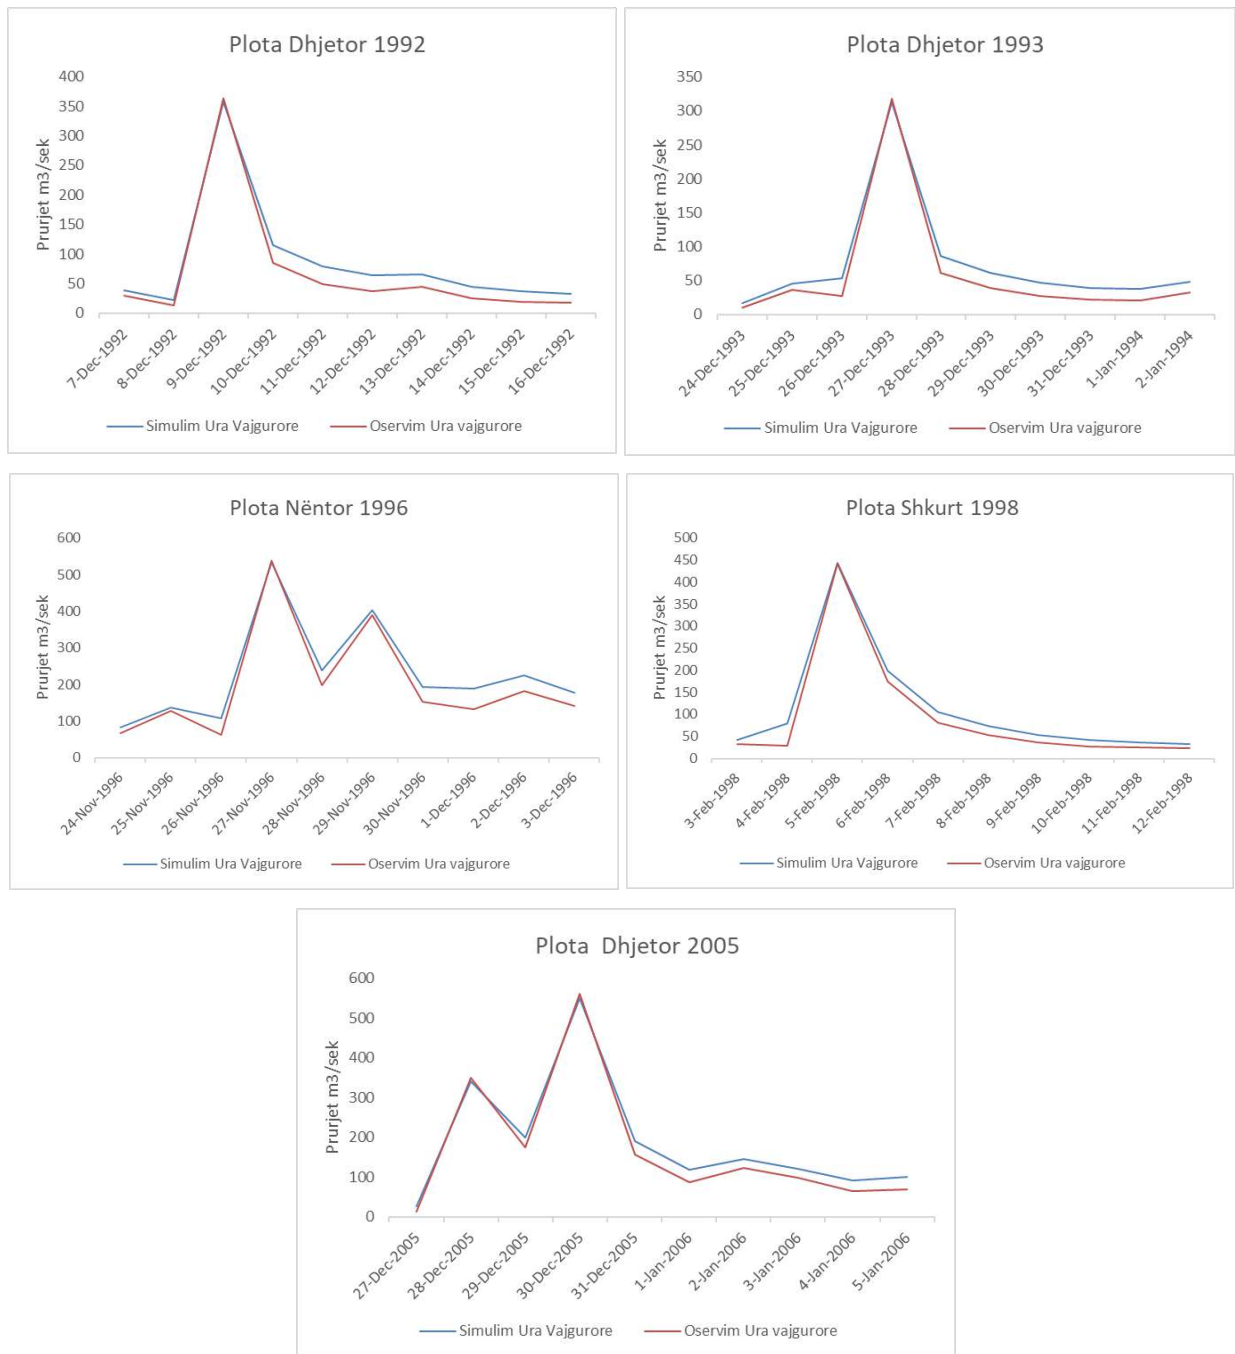 Plota Dhjetor 1992
Prurjet m3/sek
400
350
300
250
200
150
100
50
0
7-Dec-1992
8-Dec-1992
9-Dec-1992
10-Dec-1992
11-Dec-1992
12-Dec-1992
13-Dec-1992
14-Dec-1992
15-Dec-1992
16-Dec-1992
Simulim Ura Vajgurore
Oservim Ura vajgurore
Plota Dhjetor 1993
Prurjet m3/sek
350
300
250
200
150
100
50
0
24-Dec-1993
25-Dec-1993
26-Dec-1993
27-Dec-1993
28-Dec-1993
29-Dec-1993
30-Dec-1993
31-Dec-1993
1-Jan-1994
2-Jan-1994
Simulim Ura Vajgurore
Oservim Ura vajgurore
Plota Nëntor 1996
Prurjet m3/sek
600
500
400
300
200
100
0
24-Nov-1996
25-Nov-1996
26-Nov-1996
27-Nov-1996
28-Nov-1996
29-Nov-1996
30-Nov-1996
1-Dec-1996
2-Dec-1996
3-Dec-1996
Simulim Ura Vajgurore
Oservim Ura vajgurore
Plota Shkurt 1998
Prurjet m3/sek
500
450
400
350
300
250
200
150
100
50
0
3-Feb-1998
4-Feb-1998
5-Feb-1998
6-Feb-1998
7-Feb-1998
8-Feb-1998
9-Feb-1998
10-Feb-1998
11-Feb-1998
12-Feb-1998
Simulim Ura Vajgurore
Oservim Ura vajgurore
Plota Dhjetor 2005
Prurjet m3/sek
600
500
400
300
200
100
0
27-Dec-2005
28-Dec-2005
29-Dec-2005
30-Dec-2005
31-Dec-2005
1-Jan-2006
2-Jan-2006
3-Jan-2006
4-Jan-2006
5-Jan-2006
Simulim Ura Vajgurore
Oservim Ura vajgurore